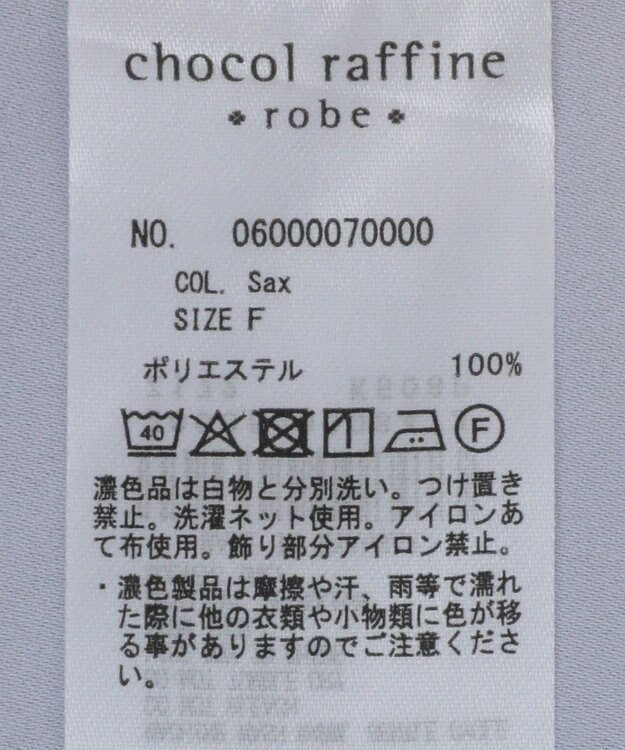 chocol raffine
robe
NO. 06000070000
COL. Sax
SIZE F
ポリエステル 100%
40 F
濃色品は白物と分別洗い。つけ置き
禁止。洗濯ネット使用。アイロンあ
て布使用。飾り部分アイロン禁止。
・濃色製品は摩擦や汗、雨等で濡れ
た際に他の衣類や小物類に色が移
る事がありますのでご注意くださ
い。